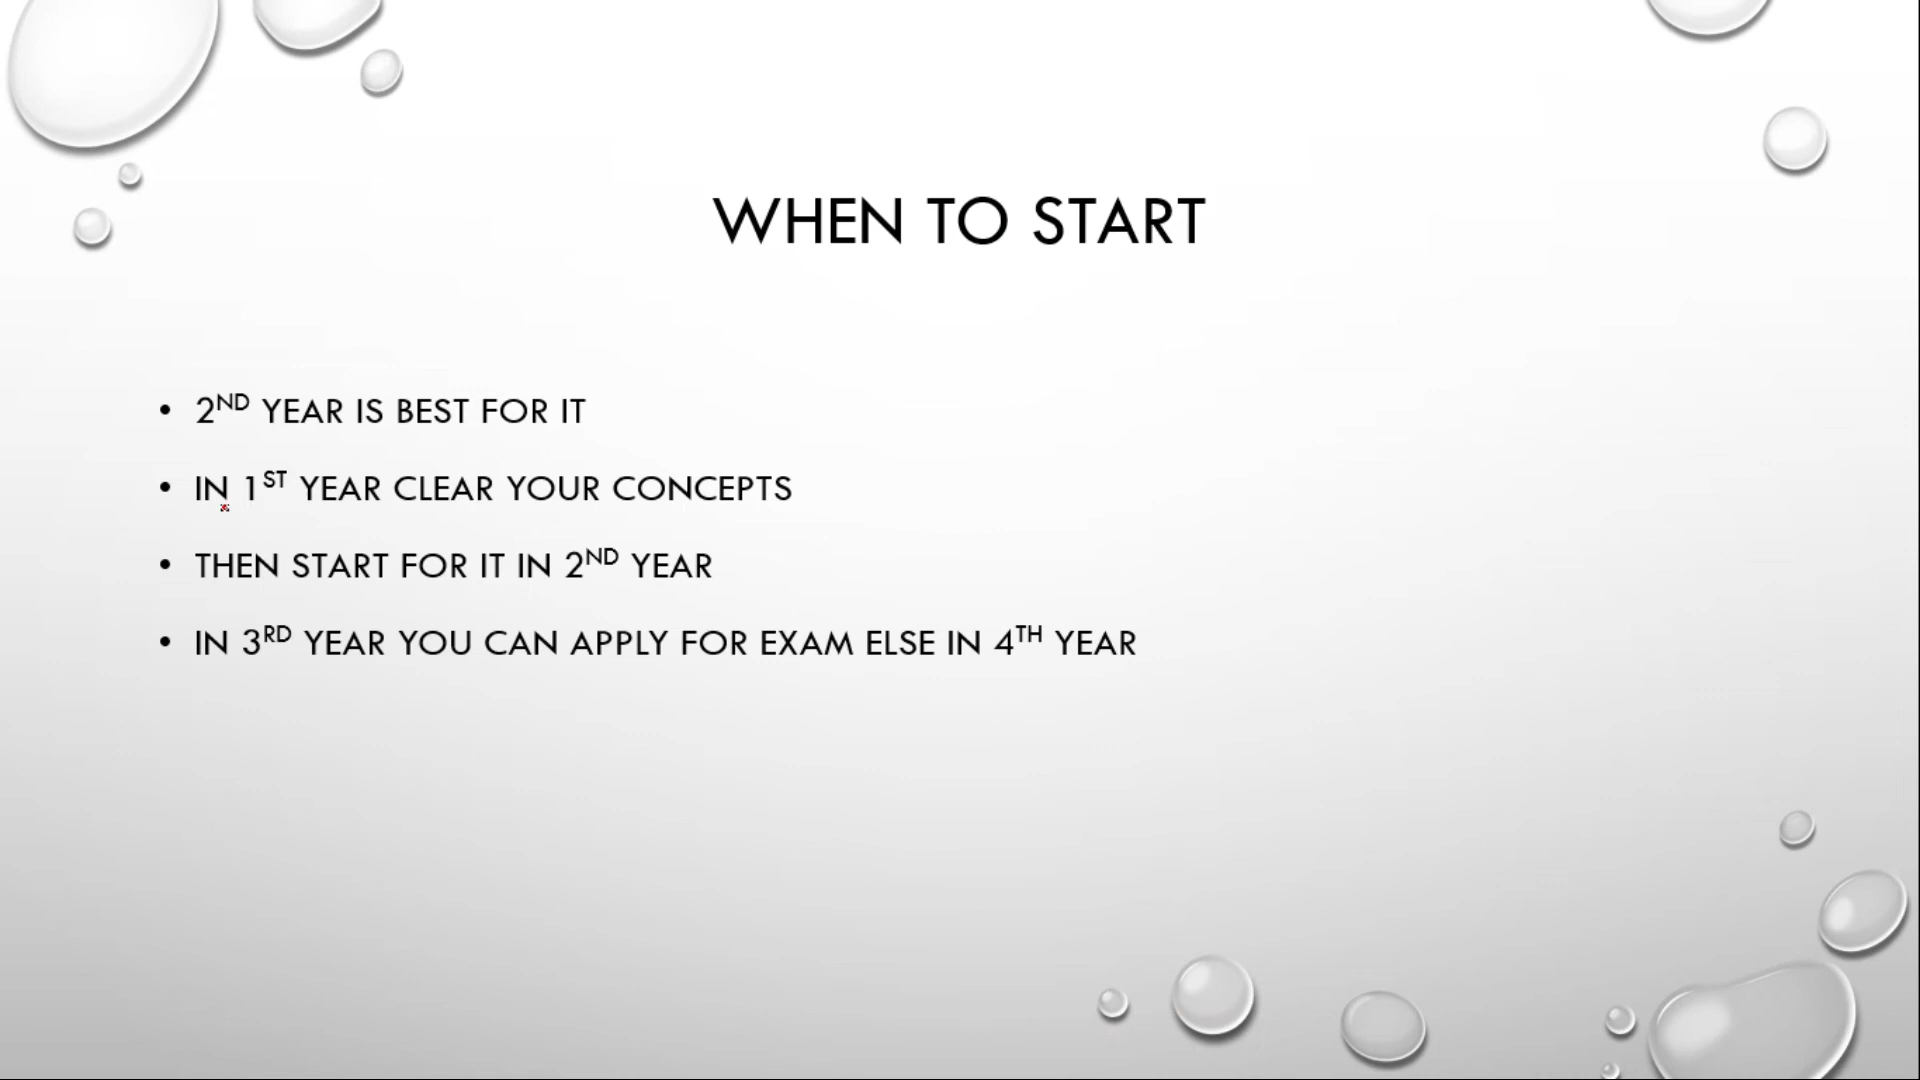 WHEN TO START
• 2ND YEAR IS BEST FOR IT
• IN 1ST YEAR CLEAR YOUR CONCEPTS
• THEN START FOR IT IN 2ND YEAR
• IN 3RD YEAR YOU CAN APPLY FOR EXAM ELSE IN 4TH YEAR